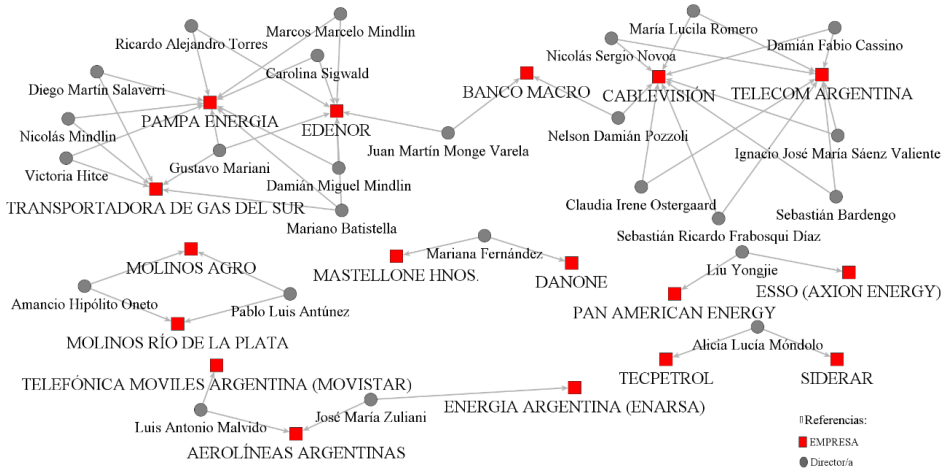 Marcos Marcelo Mindlin
María Lucila Romero
Ricardo Alejandro Torres
Damián Fabio Cassino
Nicolás Sergio Novoa
Carolina Sigwald
Diego Martín Salaverri
BANCO MACRO
CABLEVISIÓN
TELECOM ARGENTINA
PAMPA ENERGIA
EDENOR
Nicolás Mindlin
Nelson Damián Pozzoli
Juan Martín Monge Varela
Ignacio José María Sáenz Valiente
Victoria Hitce
Gustavo Mariani
Damián Miguel Mindlin
TRANSPORTADORA DE GAS DEL SUR
Claudia Irene Ostergaard
Sebastián Bardengo
Mariano Batistella
Sebastián Ricardo Frabosqui Díaz
Mariana Fernández
MOLINOS AGRO
MASTELLONE HNOS.
DANONE
Liu Yongjie
ESSO (AXION ENERGY)
Amancio Hipólito Oneto
Pablo Luis Antúnez
PAN AMERICAN ENERGY
MOLINOS RÍO DE LA PLATA
Alicia Lucía Móndolo
TELEFÓNICA MOVILES ARGENTINA (MOVISTAR)
TECPETROL
SIDERAR
ENERGIA ARGENTINA (ENARSA)
José María Zuliani
Luis Antonio Malvido
AEROLÍNEAS ARGENTINAS
Referencias:
EMPRESA
Director/a